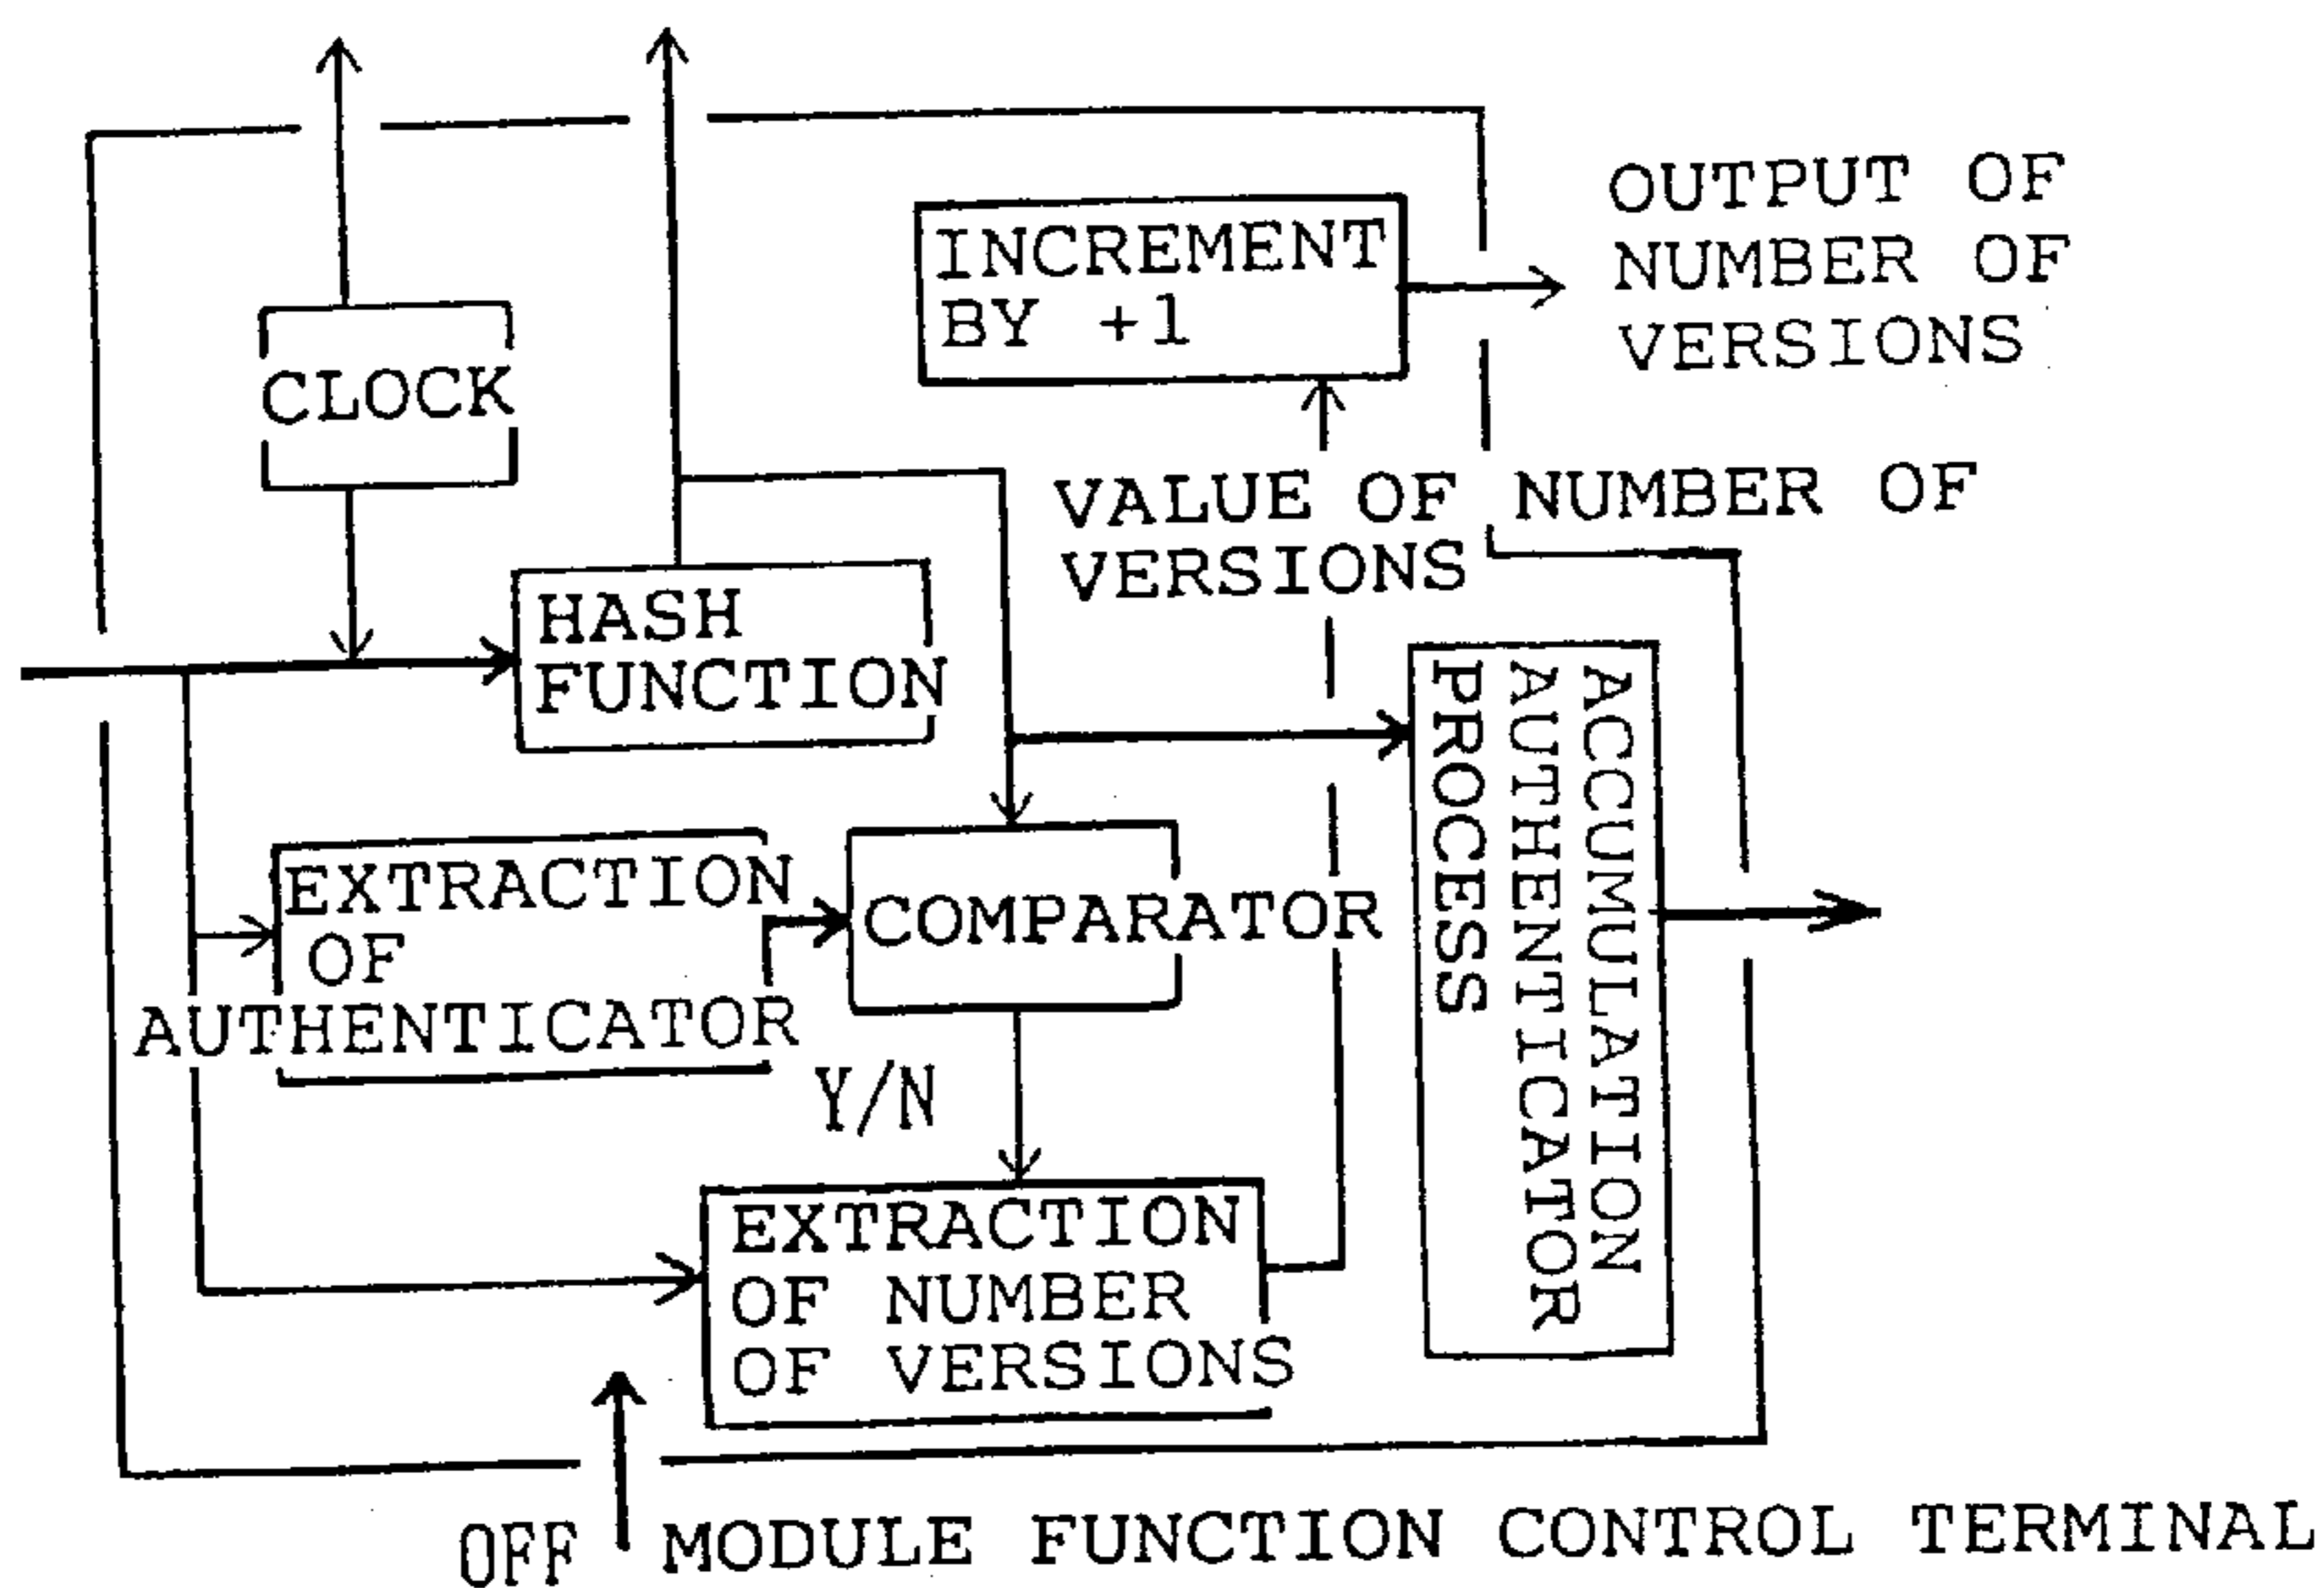 OUTPUT OF
NUMBER OF
VERSIONS
INCREMENT
BY +1
CLOCK
VALUE OF NUMBER OF
VERSIONS
HASH
FUNCTION
ACCUMULATION
AUTHENTICATOR
PROCESS
EXTRACTION
OF
AUTHENTICATOR
COMPARATOR
Y/N
EXTRACTION
OF NUMBER
OF VERSIONS
OFF
MODULE FUNCTION CONTROL TERMINAL